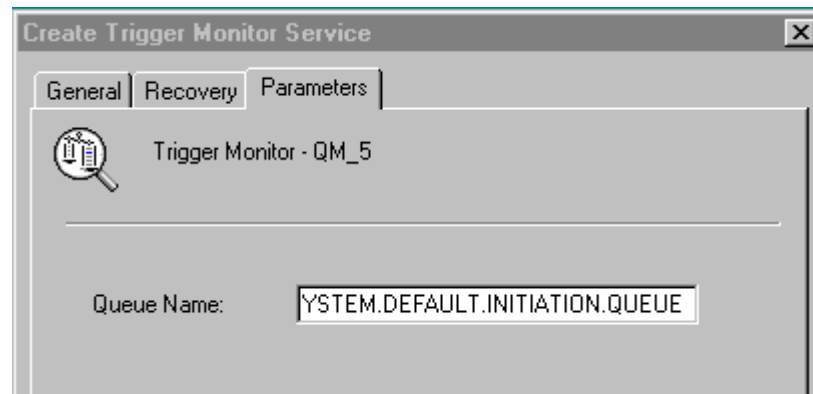 Create Trigger Monitor Service
General Recovery Parameters
Trigger Monitor - QM_5
Queue Name: YSTEM.DEFAULT.INITIATION.QUEUE